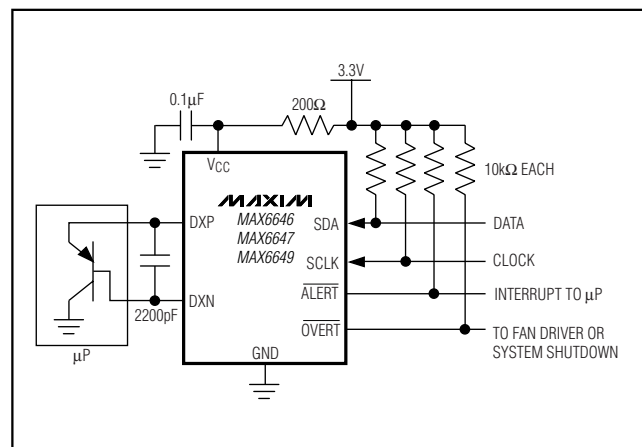 3.3V
0.1µF
200Ω
VCC
10kΩ EACH
MAXIM
MAX6646
MAX6647
MAX6649
DXP
SDA
DATA
SCLK
CLOCK
DXN
ALERT
INTERRUPT TO µP
2200pF
OVERT
TO FAN DRIVER OR
SYSTEM SHUTDOWN
GND
µP